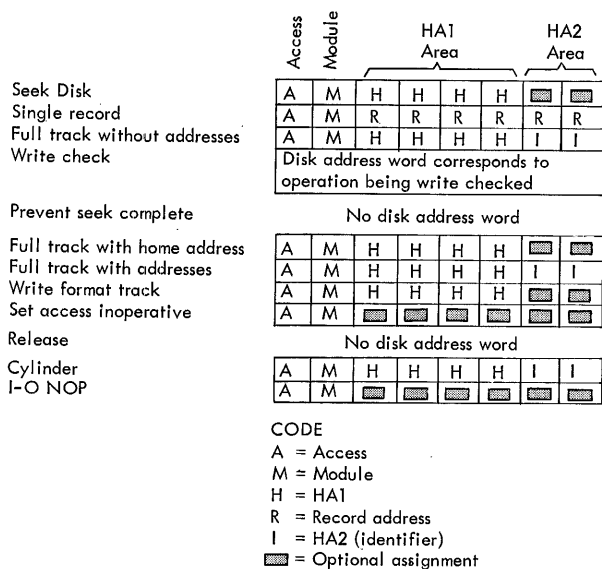 Access
Module
HA1
Area
HA2
Area
Seek Disk A M H H H H
Single record A M R R R R R R
Full track without addresses A M H H H H I I
Write check Disk address word corresponds to
operation being write checked
Prevent seek complete No disk address word
Full track with home address A M H H H H
Full track with addresses A M H H H H I I
Write format track A M H H H H
Set access inoperative A M
Release No disk address word
Cylinder A M H H H H I I
I-O NOP A M
CODE
A = Access
M = Module
H = HA1
R = Record address
I = HA2 (identifier)
= Optional assignment